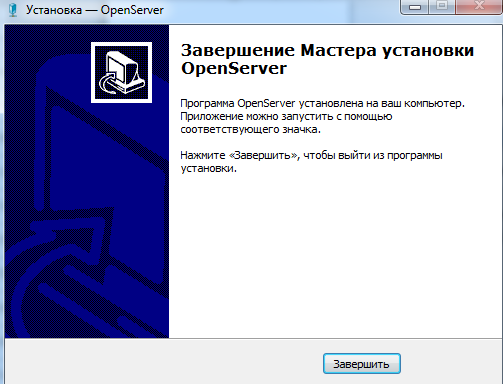 Установка — OpenServer
Завершение Мастера установки
OpenServer
Программа OpenServer установлена на ваш компьютер.
Приложение можно запустить с помощью
соответствующего значка.
Нажмите «Завершить», чтобы выйти из программы
установки.
Завершить